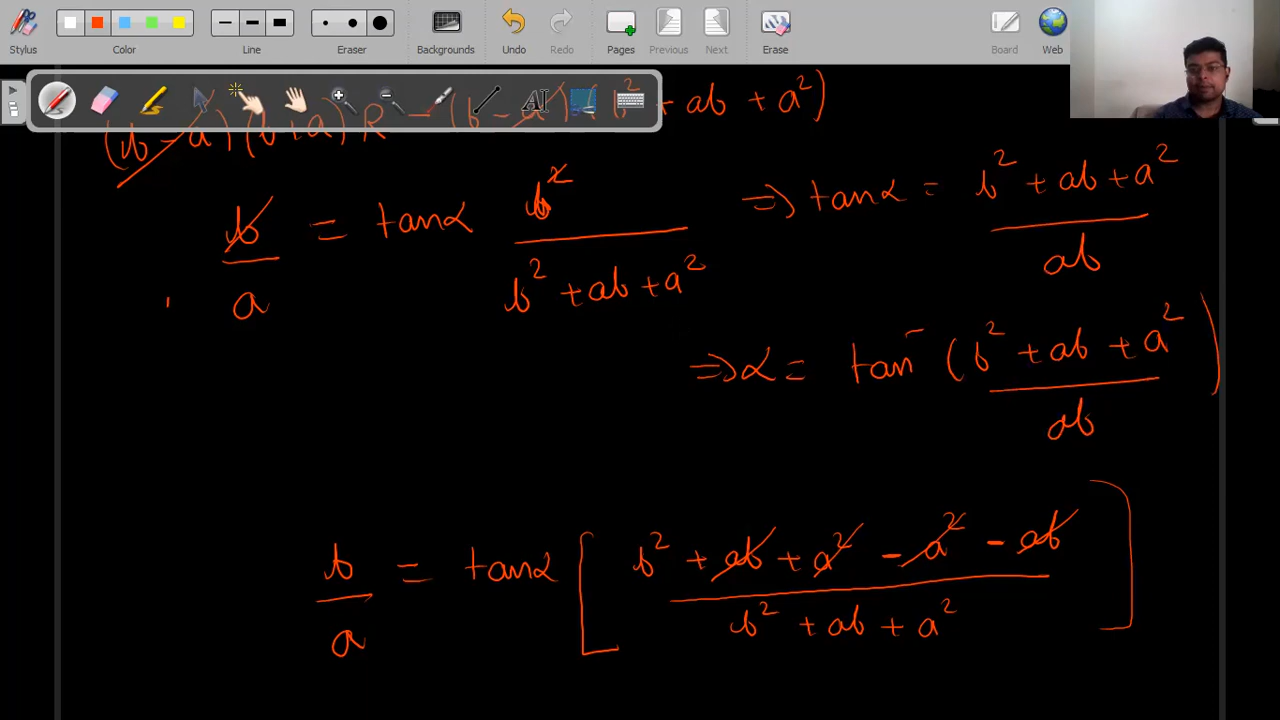 Stylus Color Line Eraser Backgrounds Undo Redo Pages Previous Next Erase Board Web
(b - a)(b + a) R - (b - a)(b² + ab + a²)
b/a = tanα b²/(b² + ab + a²)
⇒ tanα = (b² + ab + a²)/ab
⇒ α = tan⁻ ((b² + ab + a²)/ab)
b/a = tanα [(b² + ab + a² - a² - ab)/(b² + ab + a²)]